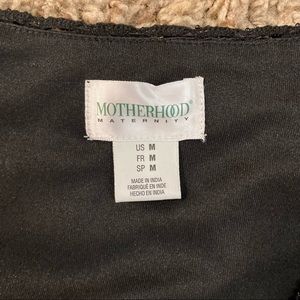 MOTHERHOOD®
MATERNITY
US M
FR M
SP M
MADE IN INDIA
FABRIQUÉ EN INDE
HECHO EN INDIA